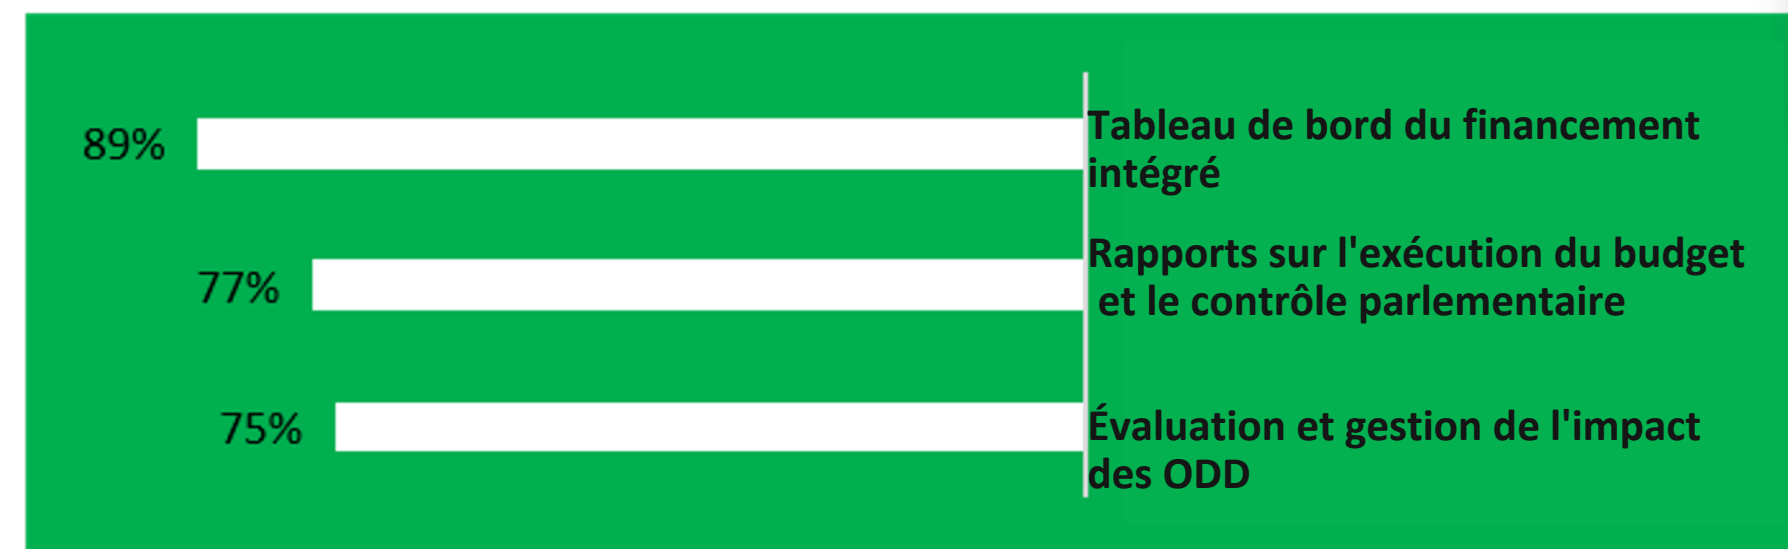 89%
Tableau de bord du financement
intégré
77%
Rapports sur l'exécution du budget
et le contrôle parlementaire
75%
Évaluation et gestion de l'impact
des ODD